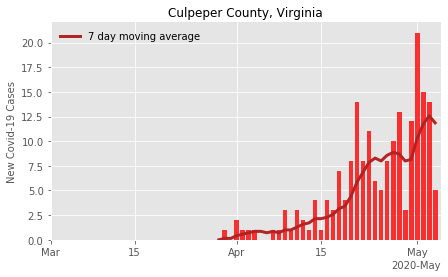 Culpeper County, Virginia
7 day moving average
New Covid-19 Cases
20.0
17.5
15.0
12.5
10.0
7.5
5.0
2.5
0.0
Mar
15
Apr
15
May
2020-May